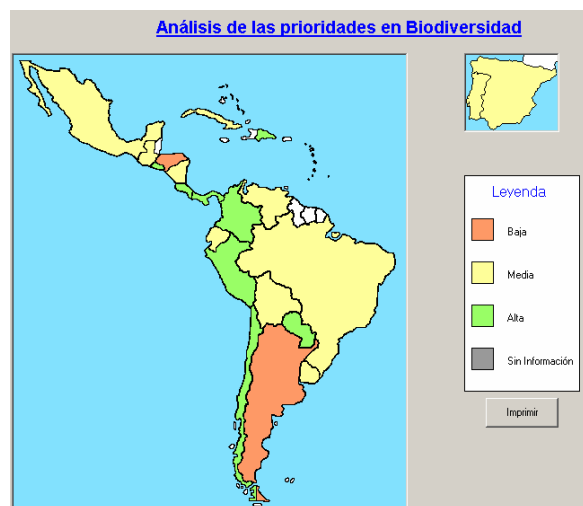 Análisis de las prioridades en Biodiversidad
Leyenda
Baja
Media
Alta
Sin Información
Imprimir